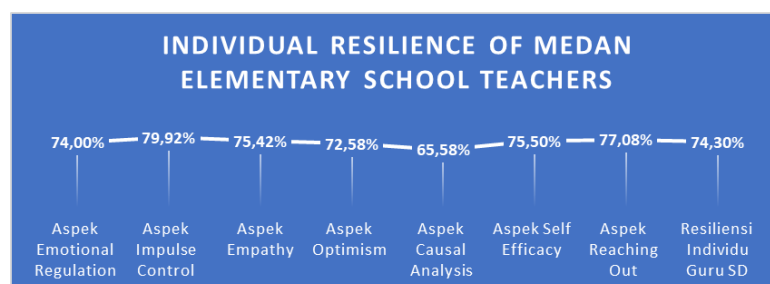 INDIVIDUAL RESILIENCE OF MEDAN
ELEMENTARY SCHOOL TEACHERS
74,00%
79,92%
75,42%
72,58%
65,58%
75,50%
77,08%
74,30%
Aspek
Emotional
Regulation
Aspek
Impulse
Control
Aspek
Empathy
Aspek
Optimism
Aspek
Causal
Analysis
Aspek Self
Efficacy
Aspek
Reaching
Out
Resiliensi
Individu
Guru SD